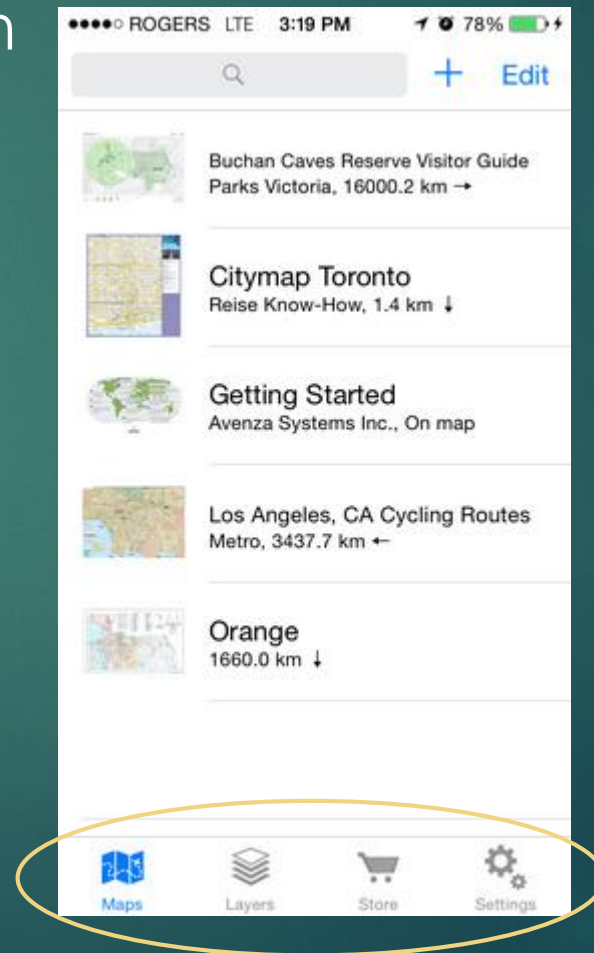 ROGERS LTE 3:19 PM 78%
Edit
Buchan Caves Reserve Visitor Guide
Parks Victoria, 16000.2 km →
Citymap Toronto
Reise Know-How, 1.4 km ↓
Getting Started
Avenza Systems Inc., On map
Los Angeles, CA Cycling Routes
Metro, 3437.7 km ←
Orange
1660.0 km ↓
Maps Layers Store Settings